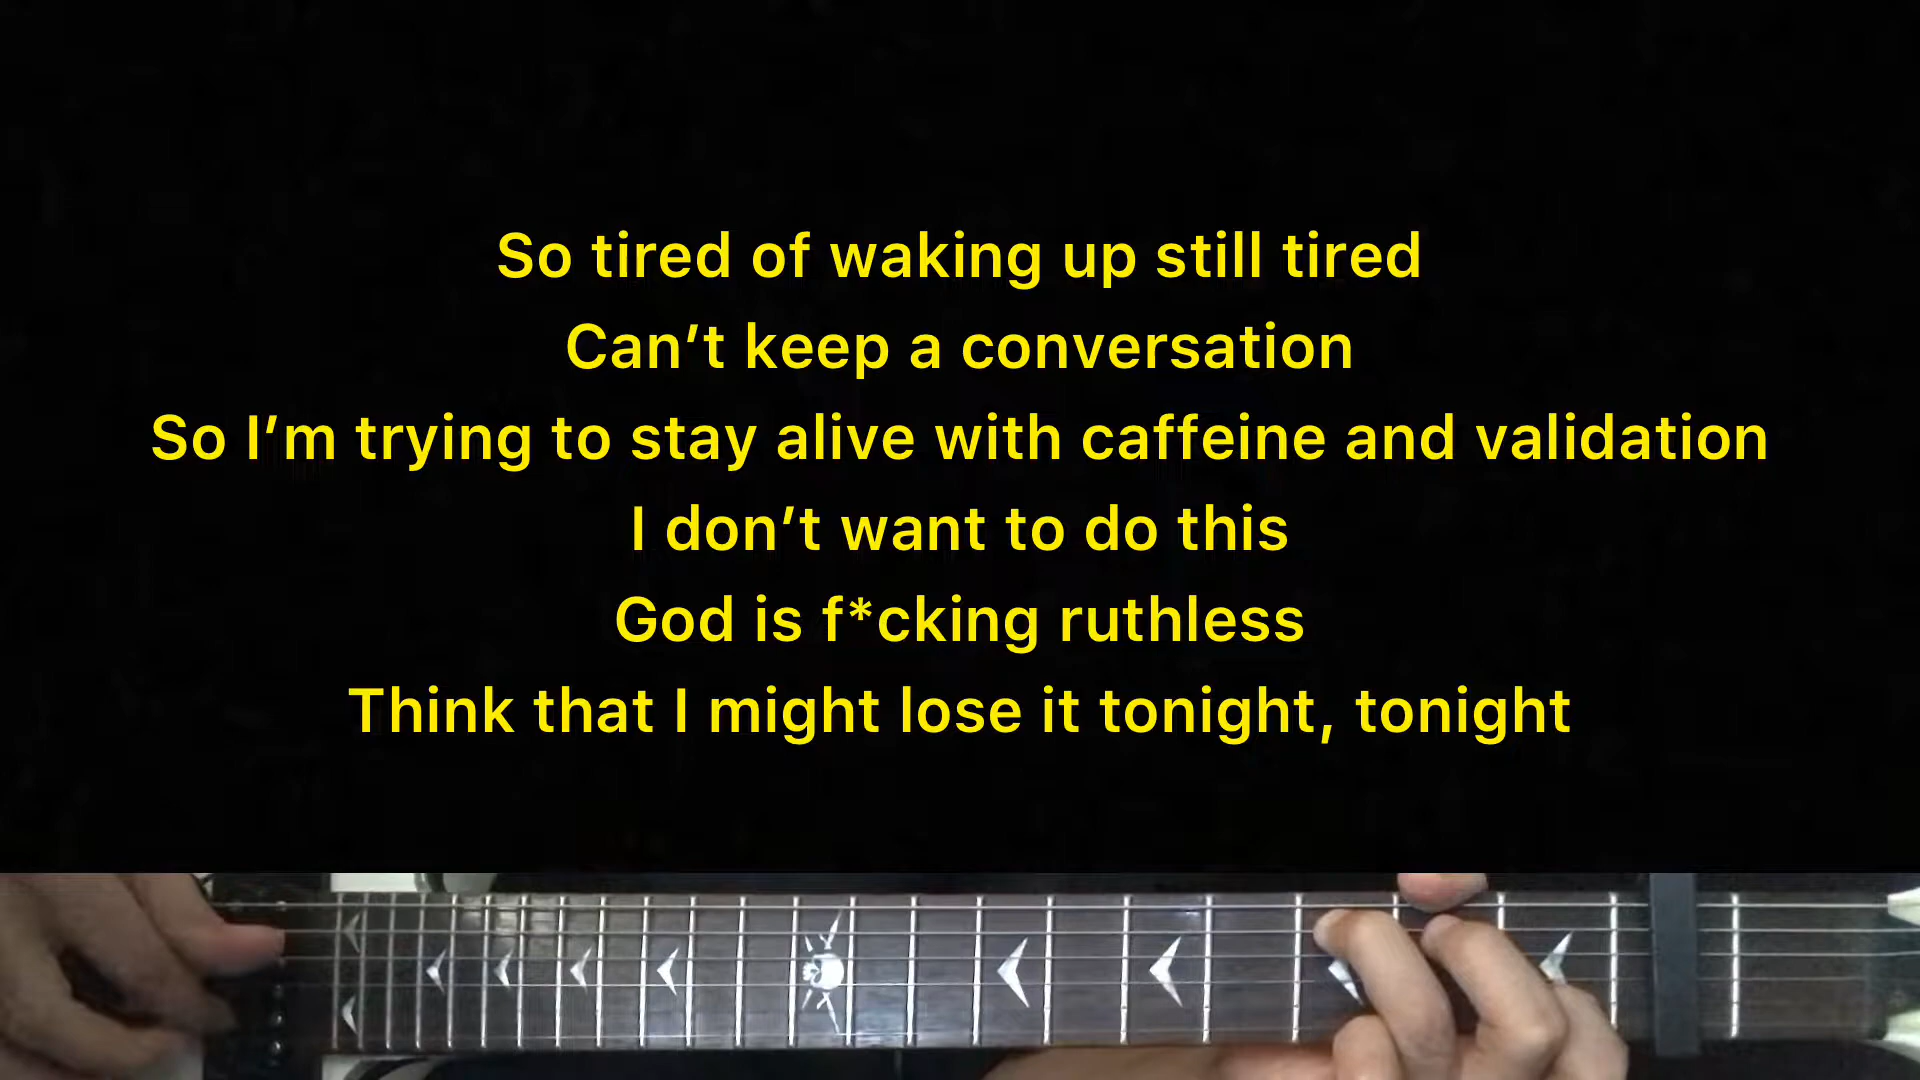 So tired of waking up still tired
Can’t keep a conversation
So I’m trying to stay alive with caffeine and validation
I don’t want to do this
God is f*cking ruthless
Think that I might lose it tonight, tonight